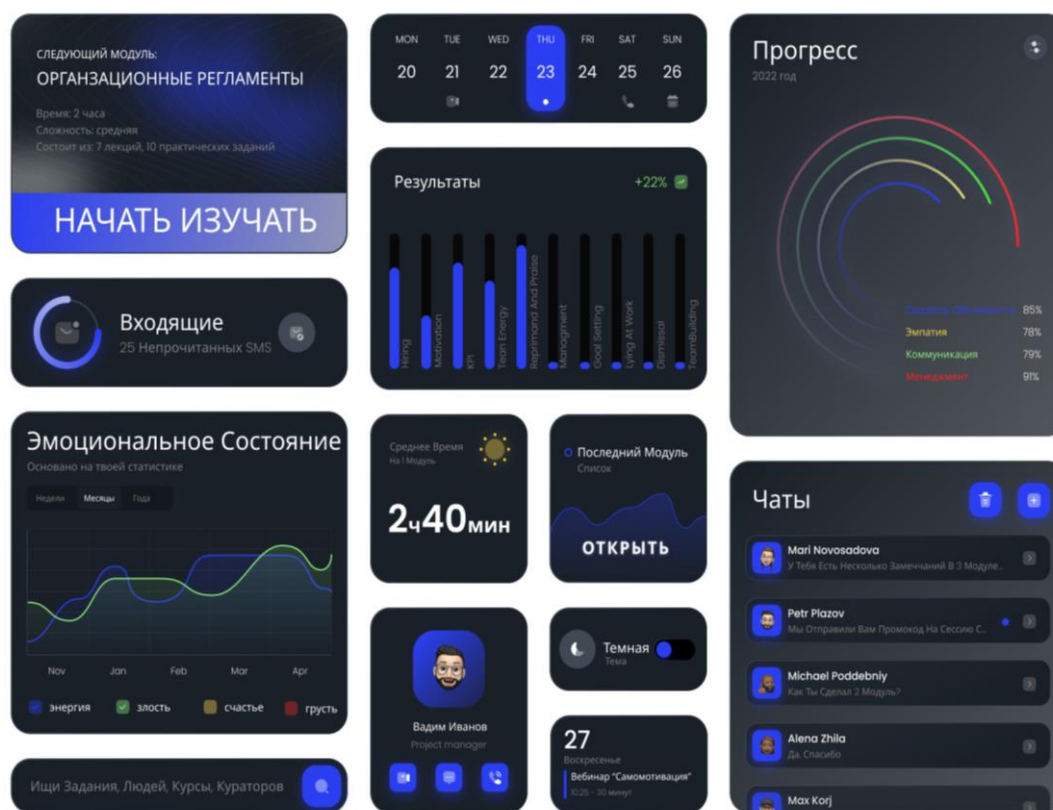 СЛЕДУЮЩИЙ МОДУЛЬ:
ОРГАНЗАЦИОННЫЕ РЕГЛАМЕНТЫ
Время: 2 часа
Сложность: средняя
Состоит из: 7 лекций, 10 практических заданий
НАЧАТЬ ИЗУЧАТЬ
Входящие
25 Непрочитанных SMS
Эмоциональное Состояние
Основано на твоей статистике
Недели Месяцы Года
Nov Jan Feb Mar Apr
энергия злость счастье грусть
Ищи Задания, Людей, Курсы, Кураторов
MON TUE WED THU FRI SAT SUN
20 21 22 23 24 25 26
Результаты +22%
Hiring
Motivation
KPI
Tean Energy
Reprimand And Praise
Managment
Goal Setting
Lying At Work
Dismissal
TeamBuilding
Среднее Время
На 1 Модуль
2ч40мин
Последний Модуль
Список
ОТКРЫТЬ
Вадим Иванов
Project manager
Темная
Тема
27
Воскресенье
Вебинар "Самомотивация"
10:25 - 30 минут
Прогресс
2022 год
85%
Эмпатия 78%
Коммуникация 79%
Менеджмент 91%
Чаты
Mari Novosadova
У Тебя Есть Несколько Замеччаний В 3 Модуле..
Petr Plazov
Мы Отправили Вам Промокод На Сессию С..
Michael Poddebniy
Как Ты Сделал 2 Модуль?
Alena Zhila
Да, Спасибо
Max Korj